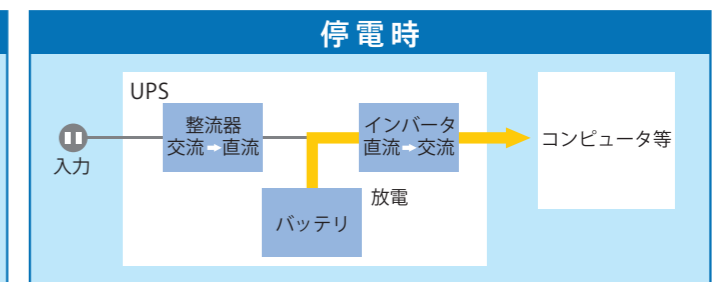 停電時
UPS
整流器
交流➡直流
インバータ
直流➡交流
コンピュータ等
入力
放電
バッテリ